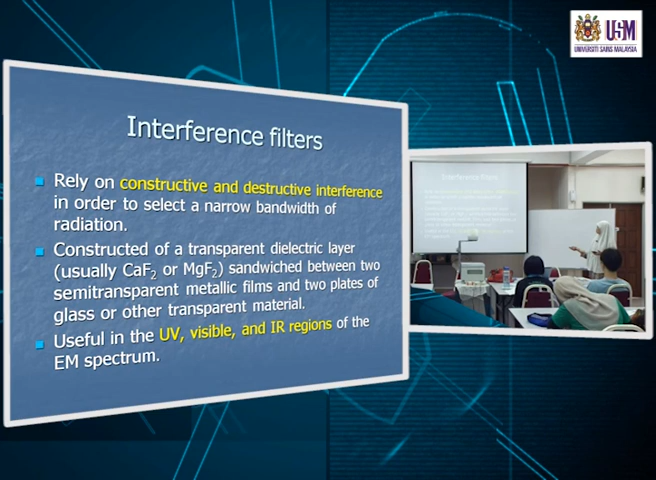 USM
UNIVERSITI SAINS MALAYSIA
Interference filters
Rely on constructive and destructive interference
in order to select a narrow bandwidth of
radiation.
Constructed of a transparent dielectric layer
(usually CaF₂ or MgF₂) sandwiched between two
semitransparent metallic films and two plates of
glass or other transparent material.
Useful in the UV, visible, and IR regions of the
EM spectrum.
Interference filters